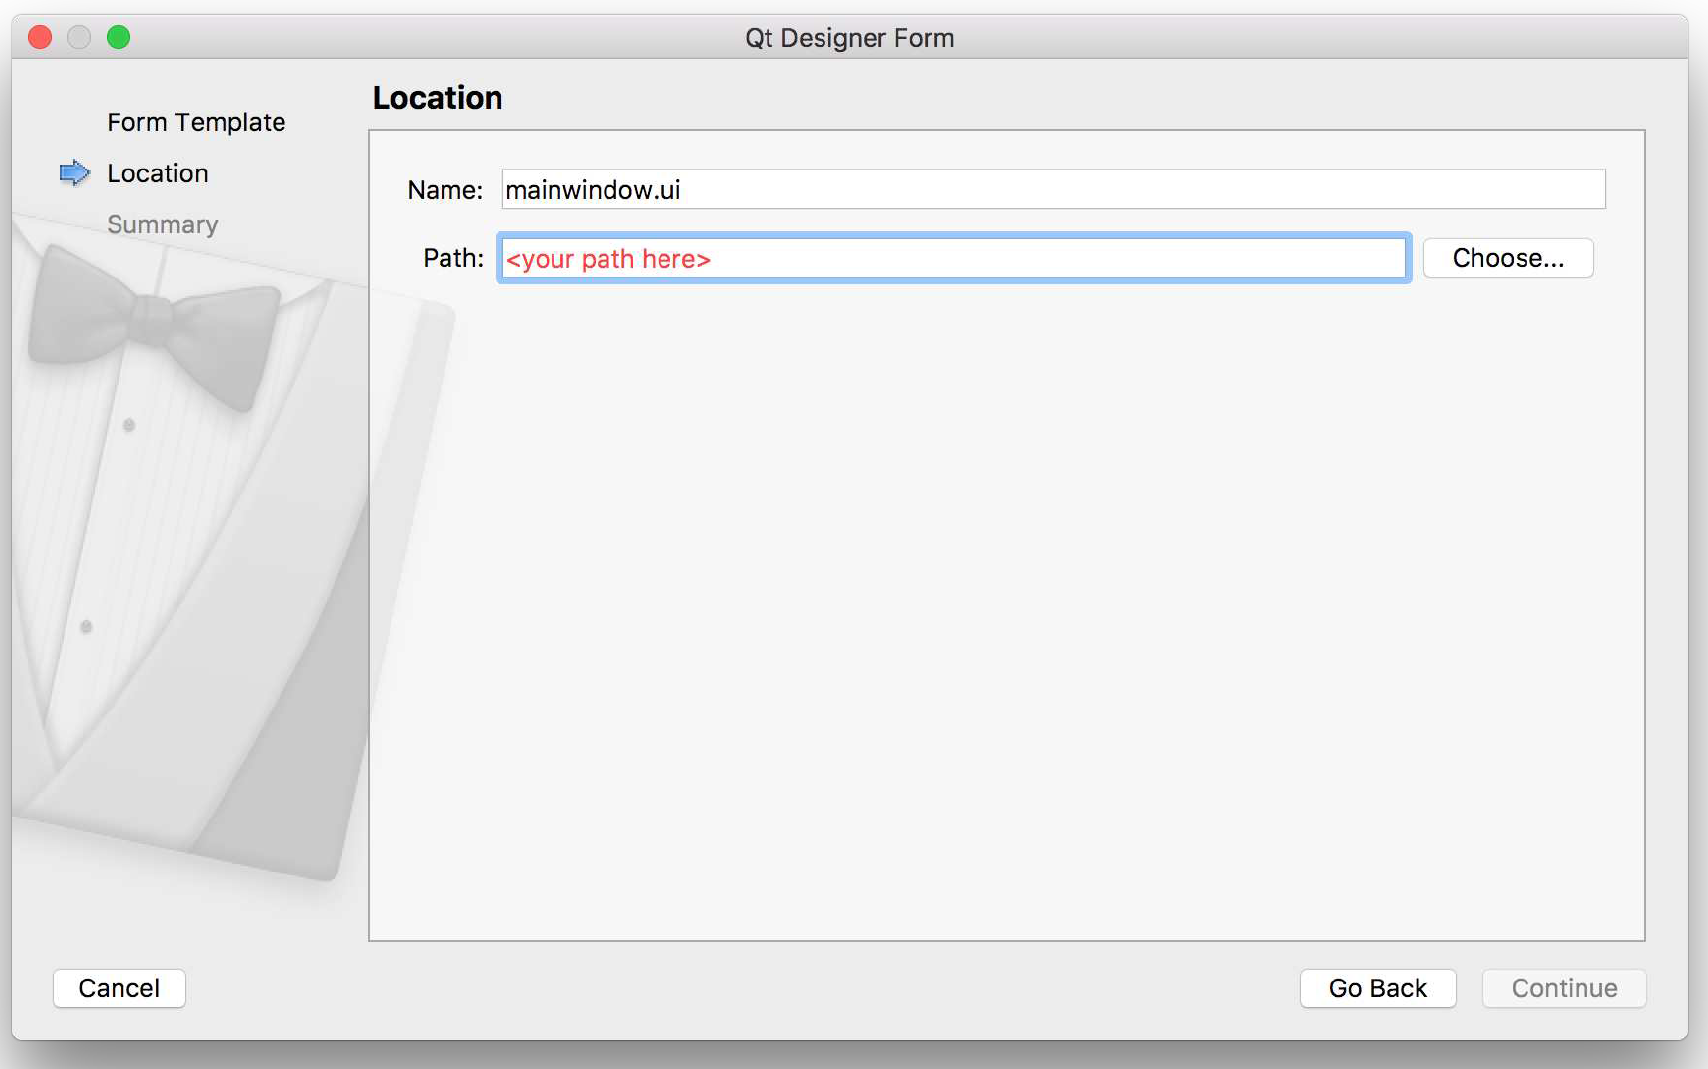 Qt Designer Form
Form Template
Location
Summary
Location
Name: mainwindow.ui
Path: <your path here> Choose...
Cancel Go Back Continue